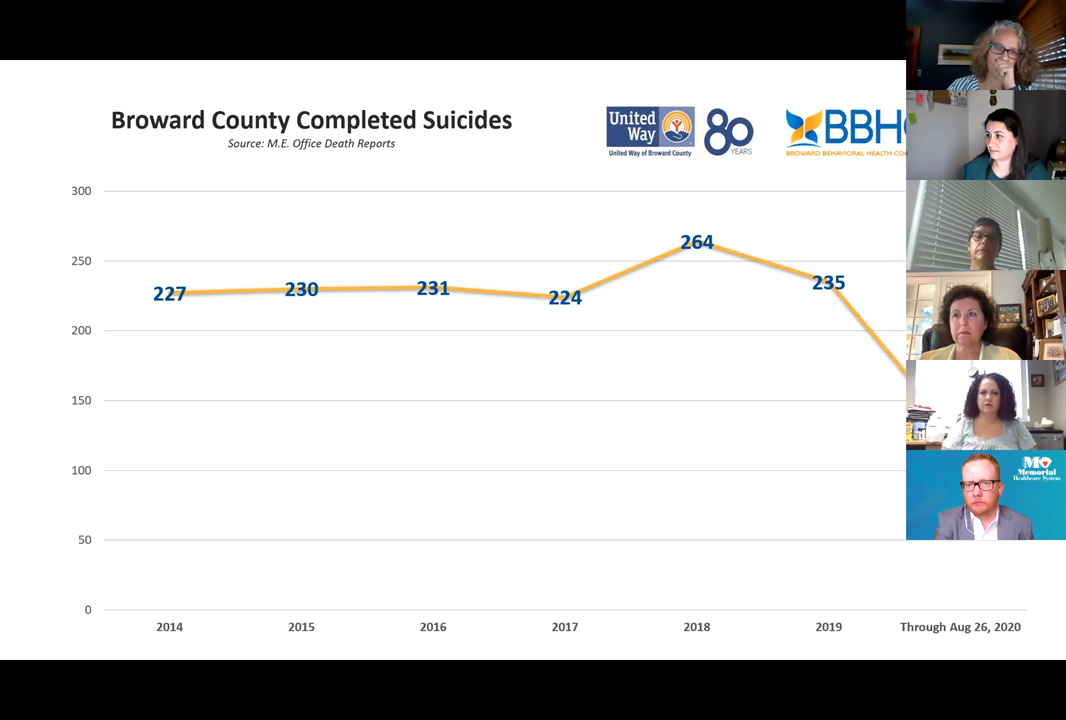 Broward County Completed Suicides
Source: M.E. Office Death Reports
United Way
United Way of Broward County
80 YEARS
BBH
BROWARD BEHAVIORAL HEALTH
300
250
200
150
100
50
0
227
230
231
224
264
235
2014
2015
2016
2017
2018
2019
Through Aug 26, 2020
Memorial
Healthcare System